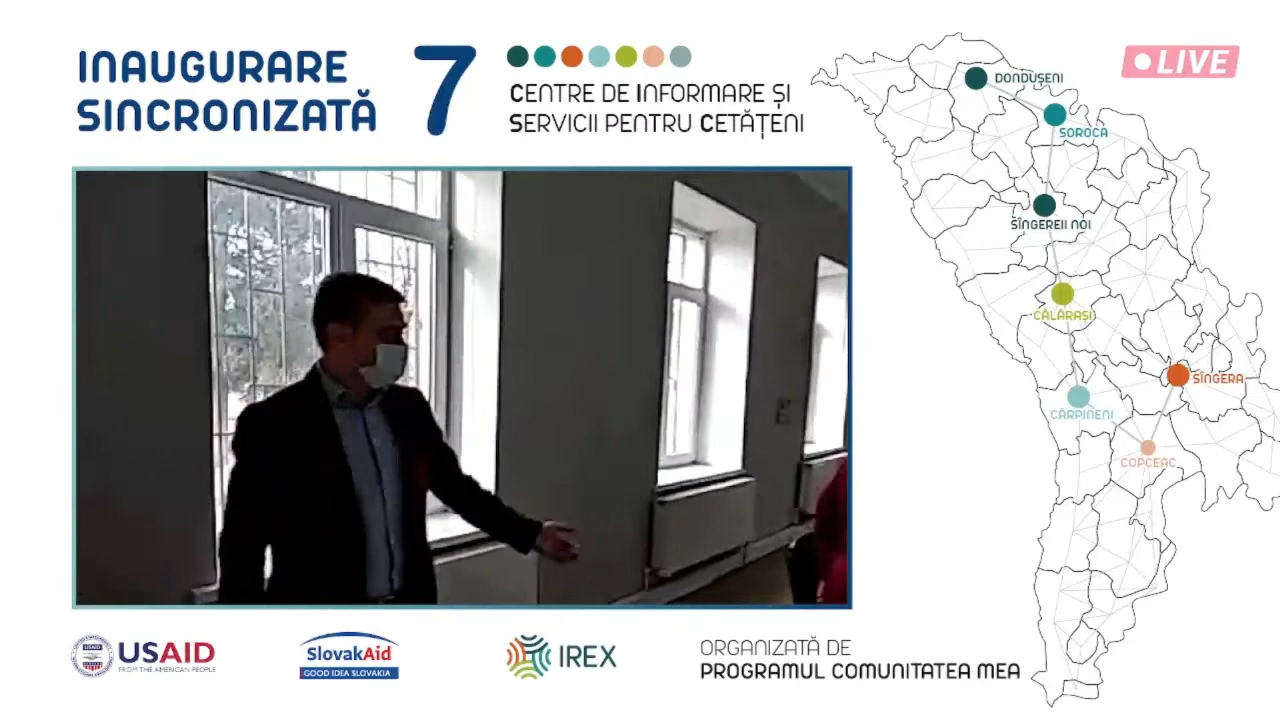 INAUGURARE
SINCRONIZATĂ
7
CENTRE DE INFORMARE ȘI
SERVICII PENTRU CETĂȚENI
LIVE
DONDUȘENI
SOROCA
SÎNGEREII NOI
CĂLĂRAȘI
SÎNGERA
CĂRPINENI
COPCEAC
USAID
FROM THE AMERICAN PEOPLE
SlovakAid
GOOD IDEA SLOVAKIA
IREX
ORGANIZATĂ DE
PROGRAMUL COMUNITATEA MEA